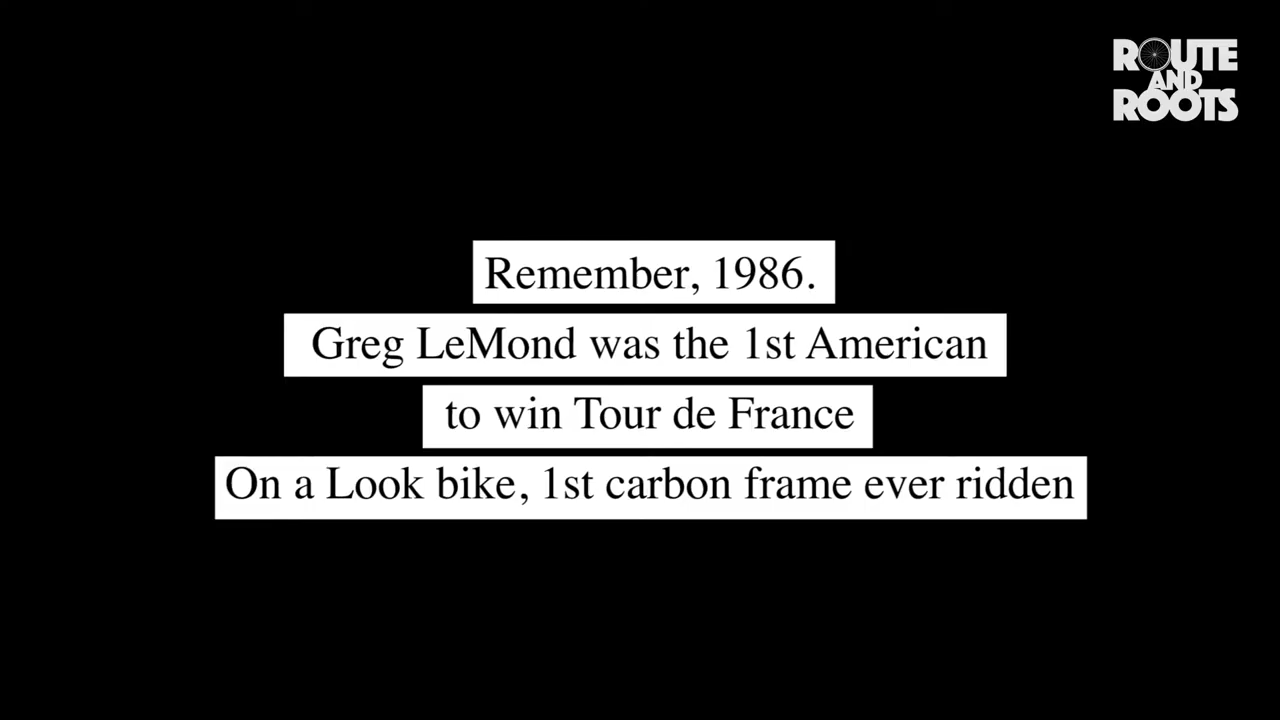 ROUTE
AND
ROOTS
Remember, 1986.
Greg LeMond was the 1st American
to win Tour de France
On a Look bike, 1st carbon frame ever ridden